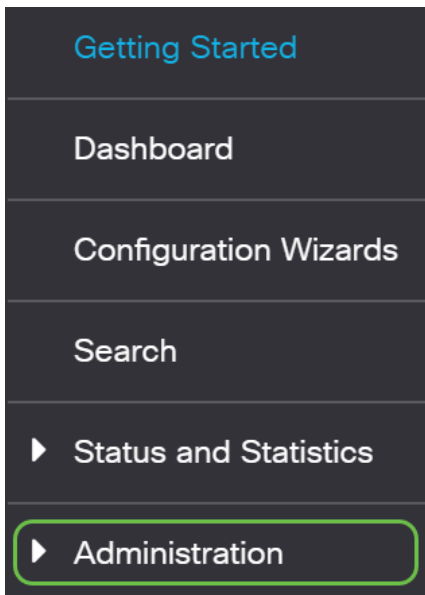 Getting Started
Dashboard
Configuration Wizards
Search
Status and Statistics
Administration